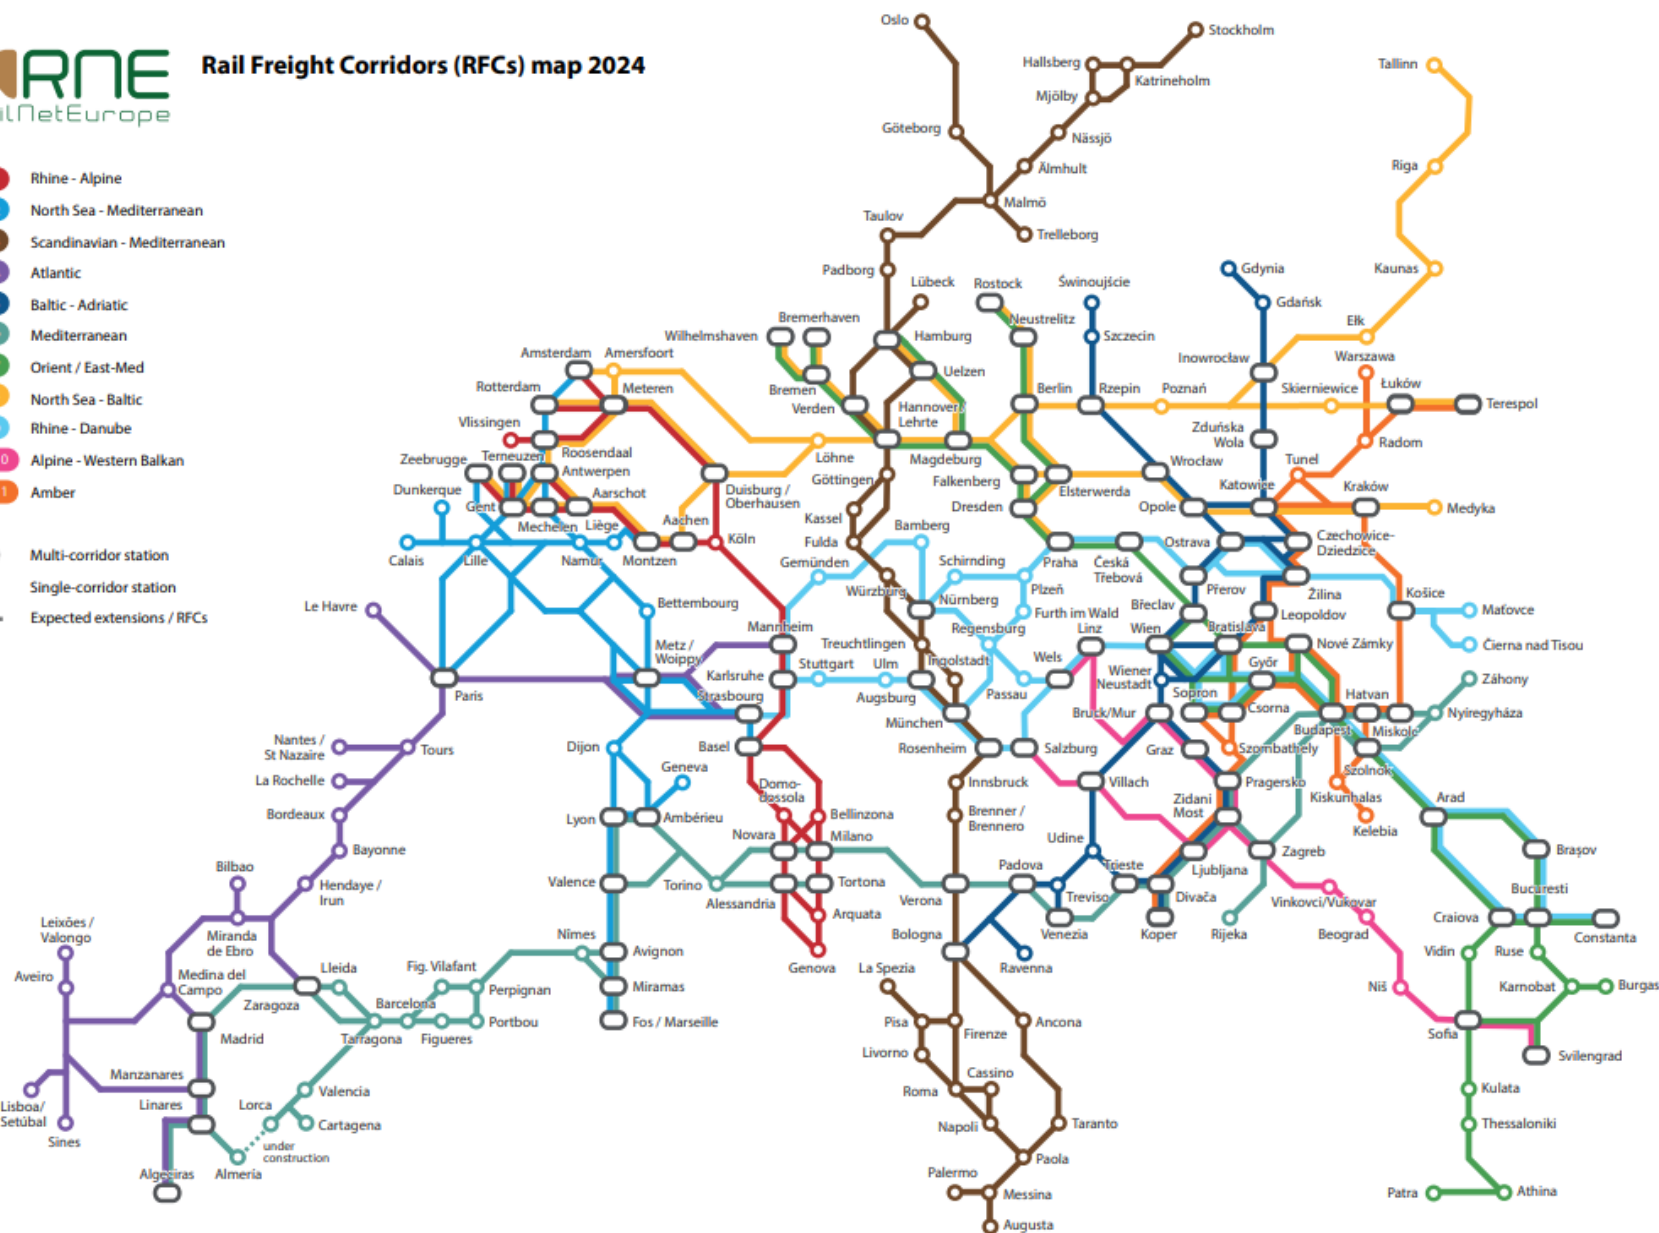 RNE
ilNetEurope
Rail Freight Corridors (RFCs) map 2024
Rhine - Alpine
North Sea - Mediterranean
Scandinavian - Mediterranean
Atlantic
Baltic - Adriatic
Mediterranean
Orient / East-Med
North Sea - Baltic
Rhine - Danube
0 Alpine - Western Balkan
1 Amber
Multi-corridor station
Single-corridor station
Expected extensions / RFCs
Oslo
Stockholm
Hallsberg
Katrineholm
Mjölby
Tallinn
Göteborg
Nässjö
Älmhult
Riga
Malmö
Taulov
Trelleborg
Padborg
Gdynia
Kaunas
Lübeck
Rostock
Świnoujście
Gdańsk
Bremerhaven
Neustrelitz
Ełk
Wilhelmshaven
Hamburg
Szczecin
Amsterdam
Amersfoort
Inowrocław
Warszawa
Uelzen
Rotterdam
Meteren
Bremen
Berlin
Rzepin
Poznań
Skierniewice
Łuków
Terespol
Verden
Hannover
Lehrte
Vlissingen
Zduńska
Wola
Radom
Roosendaal
Zeebrugge
Terneuzen
Antwerpen
Löhne
Magdeburg
Wrocław
Tunel
Göttingen
Falkenberg
Elsterwerda
Katowice
Kraków
Dunkerque
Gent
Aarschot
Duisburg /
Oberhausen
Kassel
Dresden
Opole
Medyka
Mechelen
Liège
Aachen
Bamberg
Köln
Fulda
Ostrava
Czechowice-
Dziedzice
Calais
Lille
Namur
Montzen
Gemünden
Schirnding
Praha
Česká
Třebová
Würzburg
Plzeň
Přerov
Žilina
Košice
Le Havre
Bettembourg
Nürnberg
Furth im Wald
Břeclav
Leopoldov
Maťovce
Mannheim
Regensburg
Linz
Wien
Bratislava
Metz /
Woippy
Treuchtlingen
Nové Zámky
Čierna nad Tisou
Karlsruhe
Stuttgart
Ulm
Ingolstadt
Wels
Győr
Paris
Strasbourg
Augsburg
Passau
Wiener
Neustadt
Sopron
Hatvan
Záhony
München
Bruck/Mur
Csorna
Budapest
Miskolc
Nyíregyháza
Nantes /
St Nazaire
Tours
Dijon
Basel
Rosenheim
Salzburg
Graz
Szombathely
Szolnok
La Rochelle
Geneva
Domo-
dossola
Innsbruck
Villach
Pragersko
Kiskunhalas
Arad
Bordeaux
Lyon
Ambérieu
Bellinzona
Brenner /
Brennero
Zidani
Most
Kelebia
Novara
Milano
Udine
Bayonne
Zagreb
Brașov
Bilbao
Hendaye /
Irun
Valence
Torino
Tortona
Padova
Trieste
Ljubljana
Alessandria
Verona
Treviso
Divača
Vinkovci/Vukovar
Bucuresti
Arquata
Craiova
Leixões /
Valongo
Miranda
de Ebro
Nîmes
Avignon
Genova
Bologna
Venezia
Koper
Rijeka
Beograd
Constanta
Vidin
Ruse
Aveiro
Medina del
Campo
Lleida
Fig. Vilafant
La Spezia
Ravenna
Zaragoza
Perpignan
Miramas
Niš
Karnobat
Burgas
Barcelona
Madrid
Tarragona
Figueres
Portbou
Fos / Marseille
Pisa
Firenze
Ancona
Sofia
Livorno
Svilengrad
Manzanares
Valencia
Cassino
Roma
Kulata
Lisboa/
Setúbal
Linares
Lorca
Cartagena
Napoli
Taranto
Thessaloniki
Sines
under
construction
Algeciras
Almería
Paola
Palermo
Messina
Patra
Athina
Augusta